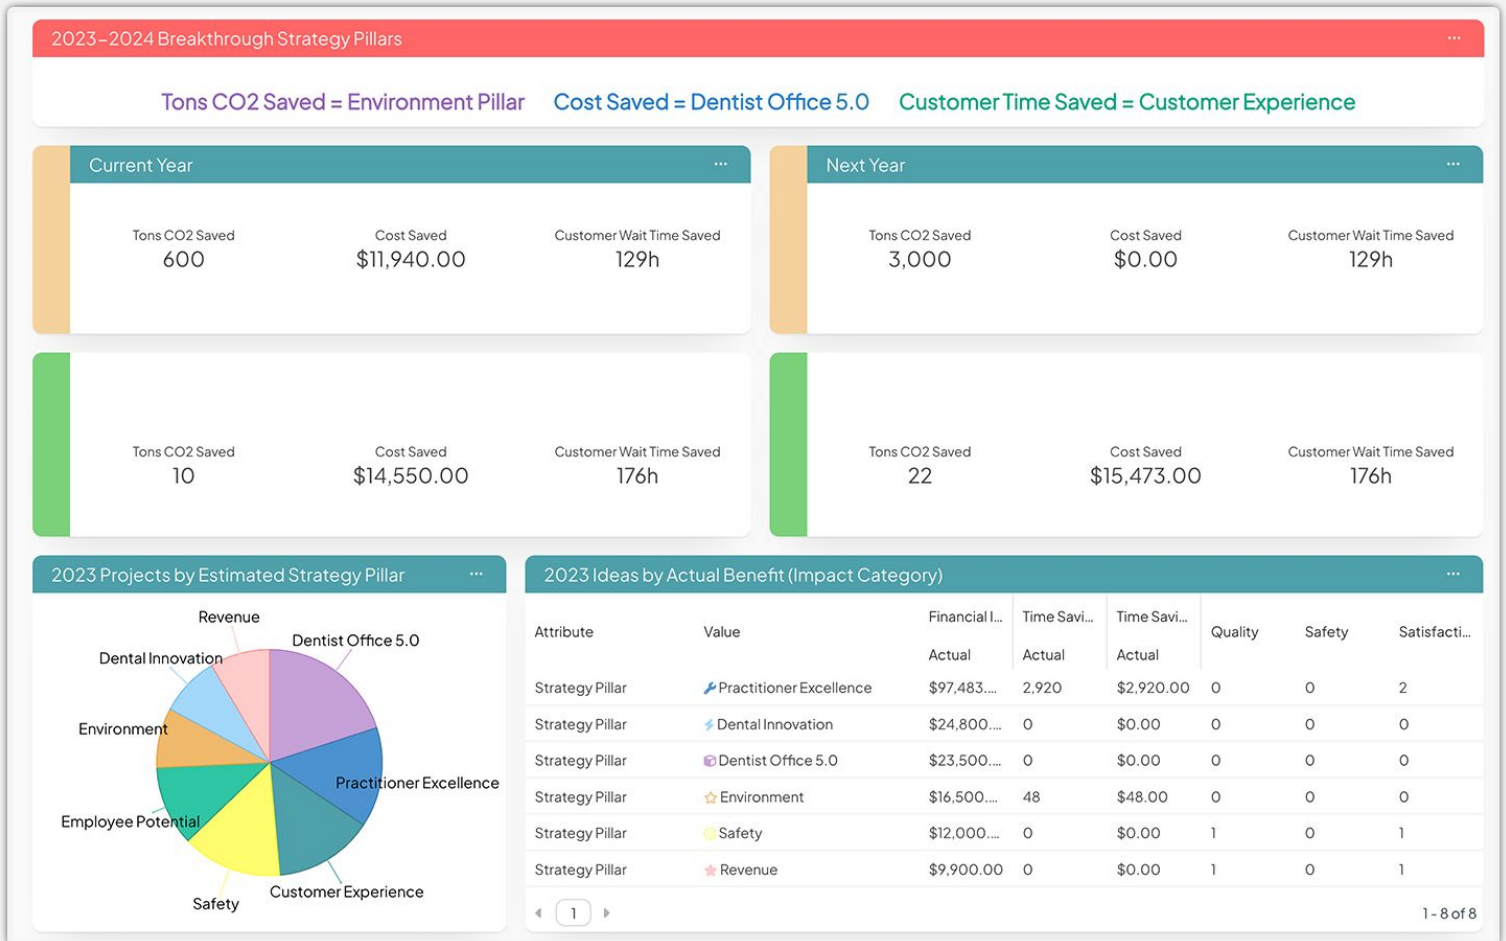 2023–2024 Breakthrough Strategy Pillars ...
Tons CO2 Saved = Environment Pillar Cost Saved = Dentist Office 5.0 Customer Time Saved = Customer Experience
Current Year ...
Tons CO2 Saved Cost Saved Customer Wait Time Saved
600 $11,940.00 129h
Next Year ...
Tons CO2 Saved Cost Saved Customer Wait Time Saved
3,000 $0.00 129h
Tons CO2 Saved Cost Saved Customer Wait Time Saved
10 $14,550.00 176h
Tons CO2 Saved Cost Saved Customer Wait Time Saved
22 $15,473.00 176h
2023 Projects by Estimated Strategy Pillar ...
Revenue
Dentist Office 5.0
Dental Innovation
Environment
Practitioner Excellence
Employee Potential
Customer Experience
Safety
2023 Ideas by Actual Benefit (Impact Category) ...
Attribute Value Financial I... Time Savi... Time Savi... Quality Safety Satisfacti...
Actual Actual Actual
Strategy Pillar Practitioner Excellence $97,483.... 2,920 $2,920.00 0 0 2
Strategy Pillar Dental Innovation $24,800.... 0 $0.00 0 0 0
Strategy Pillar Dentist Office 5.0 $23,500.... 0 $0.00 0 0 0
Strategy Pillar Environment $16,500.... 48 $48.00 0 0 0
Strategy Pillar Safety $12,000.... 0 $0.00 1 0 1
Strategy Pillar Revenue $9,900.00 0 $0.00 1 0 1
1 1 - 8 of 8